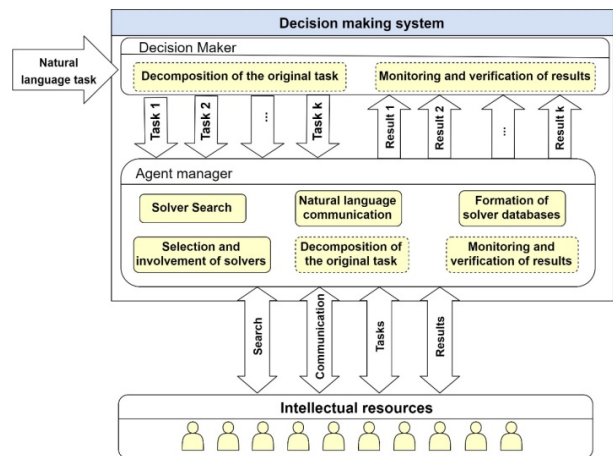 Decision making system
Decision Maker
Natural
language task
Decomposition of the original task
Monitoring and verification of results
Task 1
Task 2
...
Task k
Result 1
Result 2
...
Result k
Agent manager
Solver Search
Natural language
communication
Formation of
solver databases
Selection and
involvement of solvers
Decomposition of
the original task
Monitoring and
verification of results
Search
Communication
Tasks
Results
Intellectual resources